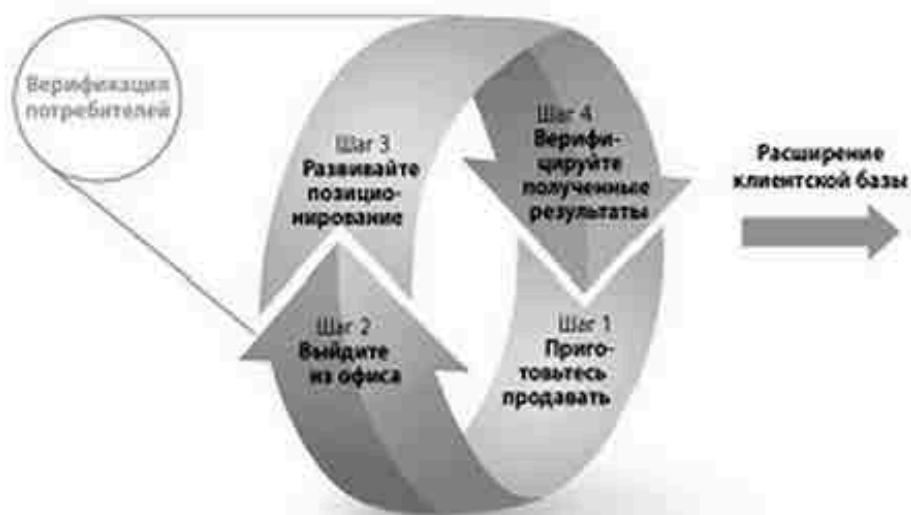 Верификация
потребителей
Шаг 3
Развивайте
позицио-
нирование
Шаг 4
Верифи-
цируйте
полученные
результаты
Расширение
клиентской базы
Шаг 2
Выйдите
из офиса
Шаг 1
Приго-
товьтесь
продавать